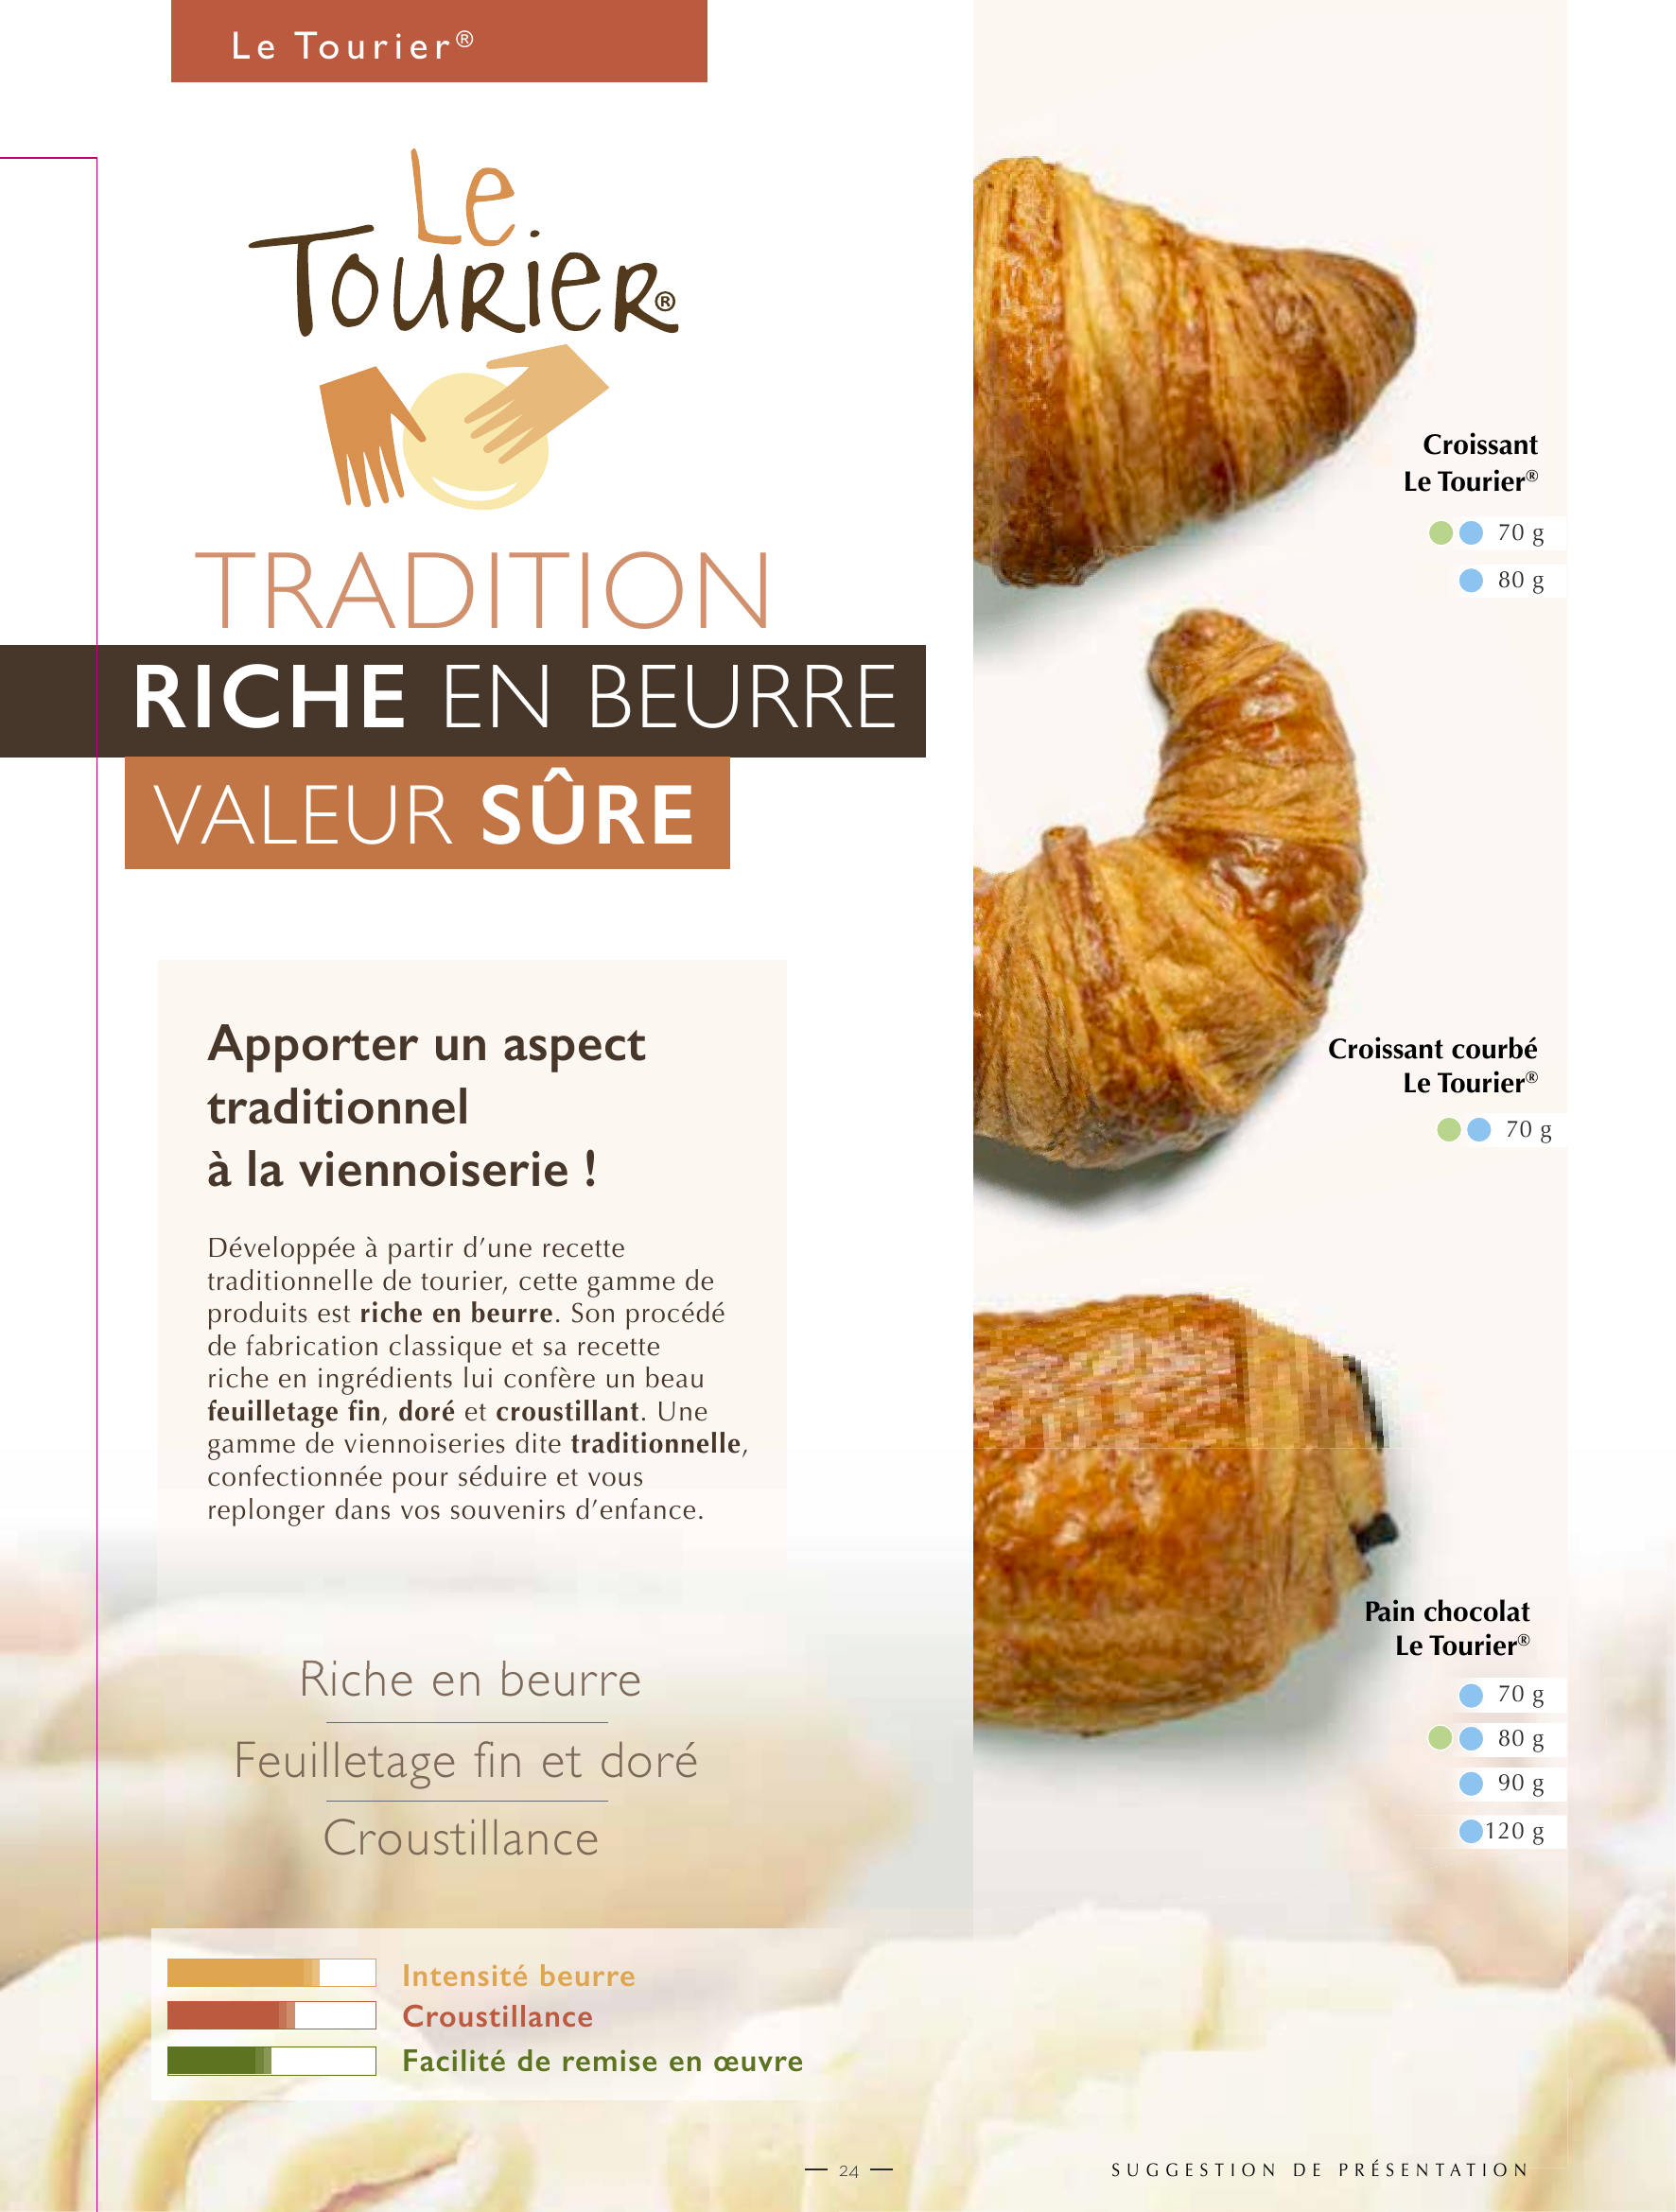 Le Tourier®
Le
Tourier®
TRADITION
RICHE EN BEURRE
VALEUR SÛRE
Apporter un aspect
traditionnel
à la viennoiserie !
Développée à partir d’une recette
traditionnelle de tourier, cette gamme de
produits est riche en beurre. Son procédé
de fabrication classique et sa recette
riche en ingrédients lui confère un beau
feuilletage fin, doré et croustillant. Une
gamme de viennoiseries dite traditionnelle,
confectionnée pour séduire et vous
replonger dans vos souvenirs d’enfance.
Riche en beurre
Feuilletage fin et doré
Croustillance
Intensité beurre
Croustillance
Facilité de remise en œuvre
Croissant
Le Tourier®
70 g
80 g
Croissant courbé
Le Tourier®
70 g
Pain chocolat
Le Tourier®
70 g
80 g
90 g
120 g
— 24 —
SUGGESTION DE PRÉSENTATION